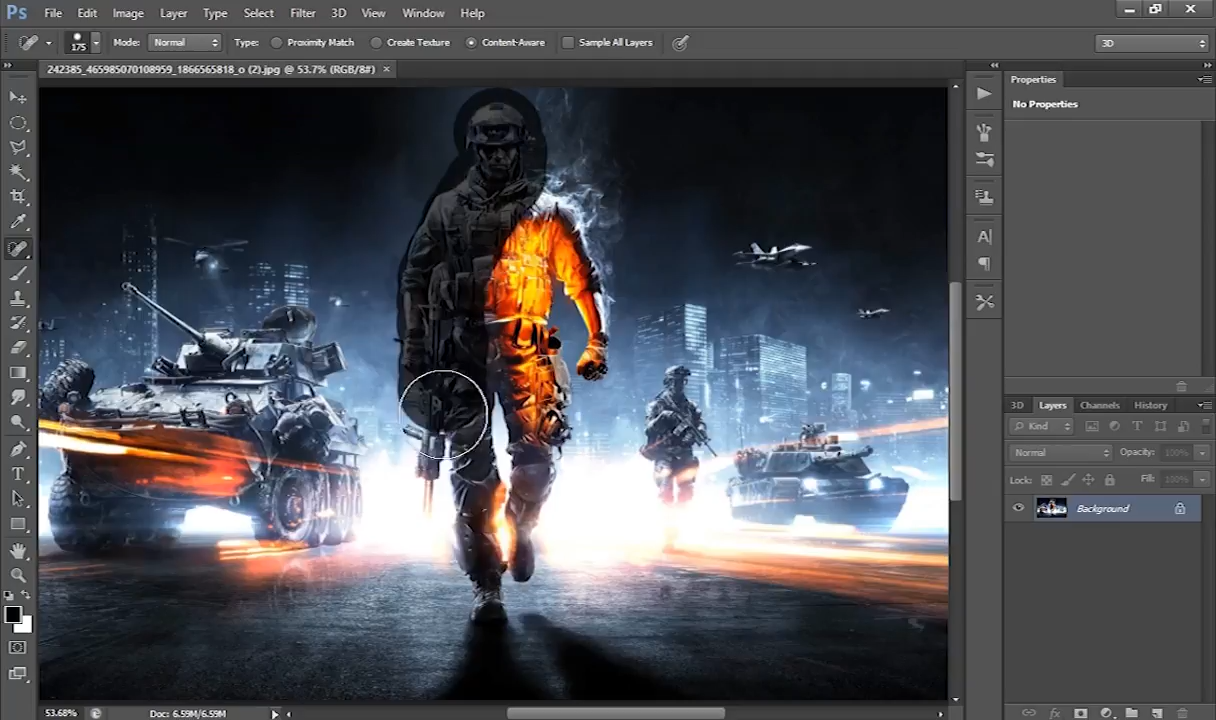 Ps File Edit Image Layer Type Select Filter 3D View Window Help
175 Mode: Normal Type: Proximity Match Create Texture Content-Aware Sample All Layers 3D
242385_465985070108959_1866565818_o (2).jpg @ 53.7% (RGB/8#) ×
Properties
No Properties
3D Layers Channels History
Kind
Normal Opacity: 100%
Lock: Fill: 100%
Background
53.68% Doc: 6.59M/6.59M